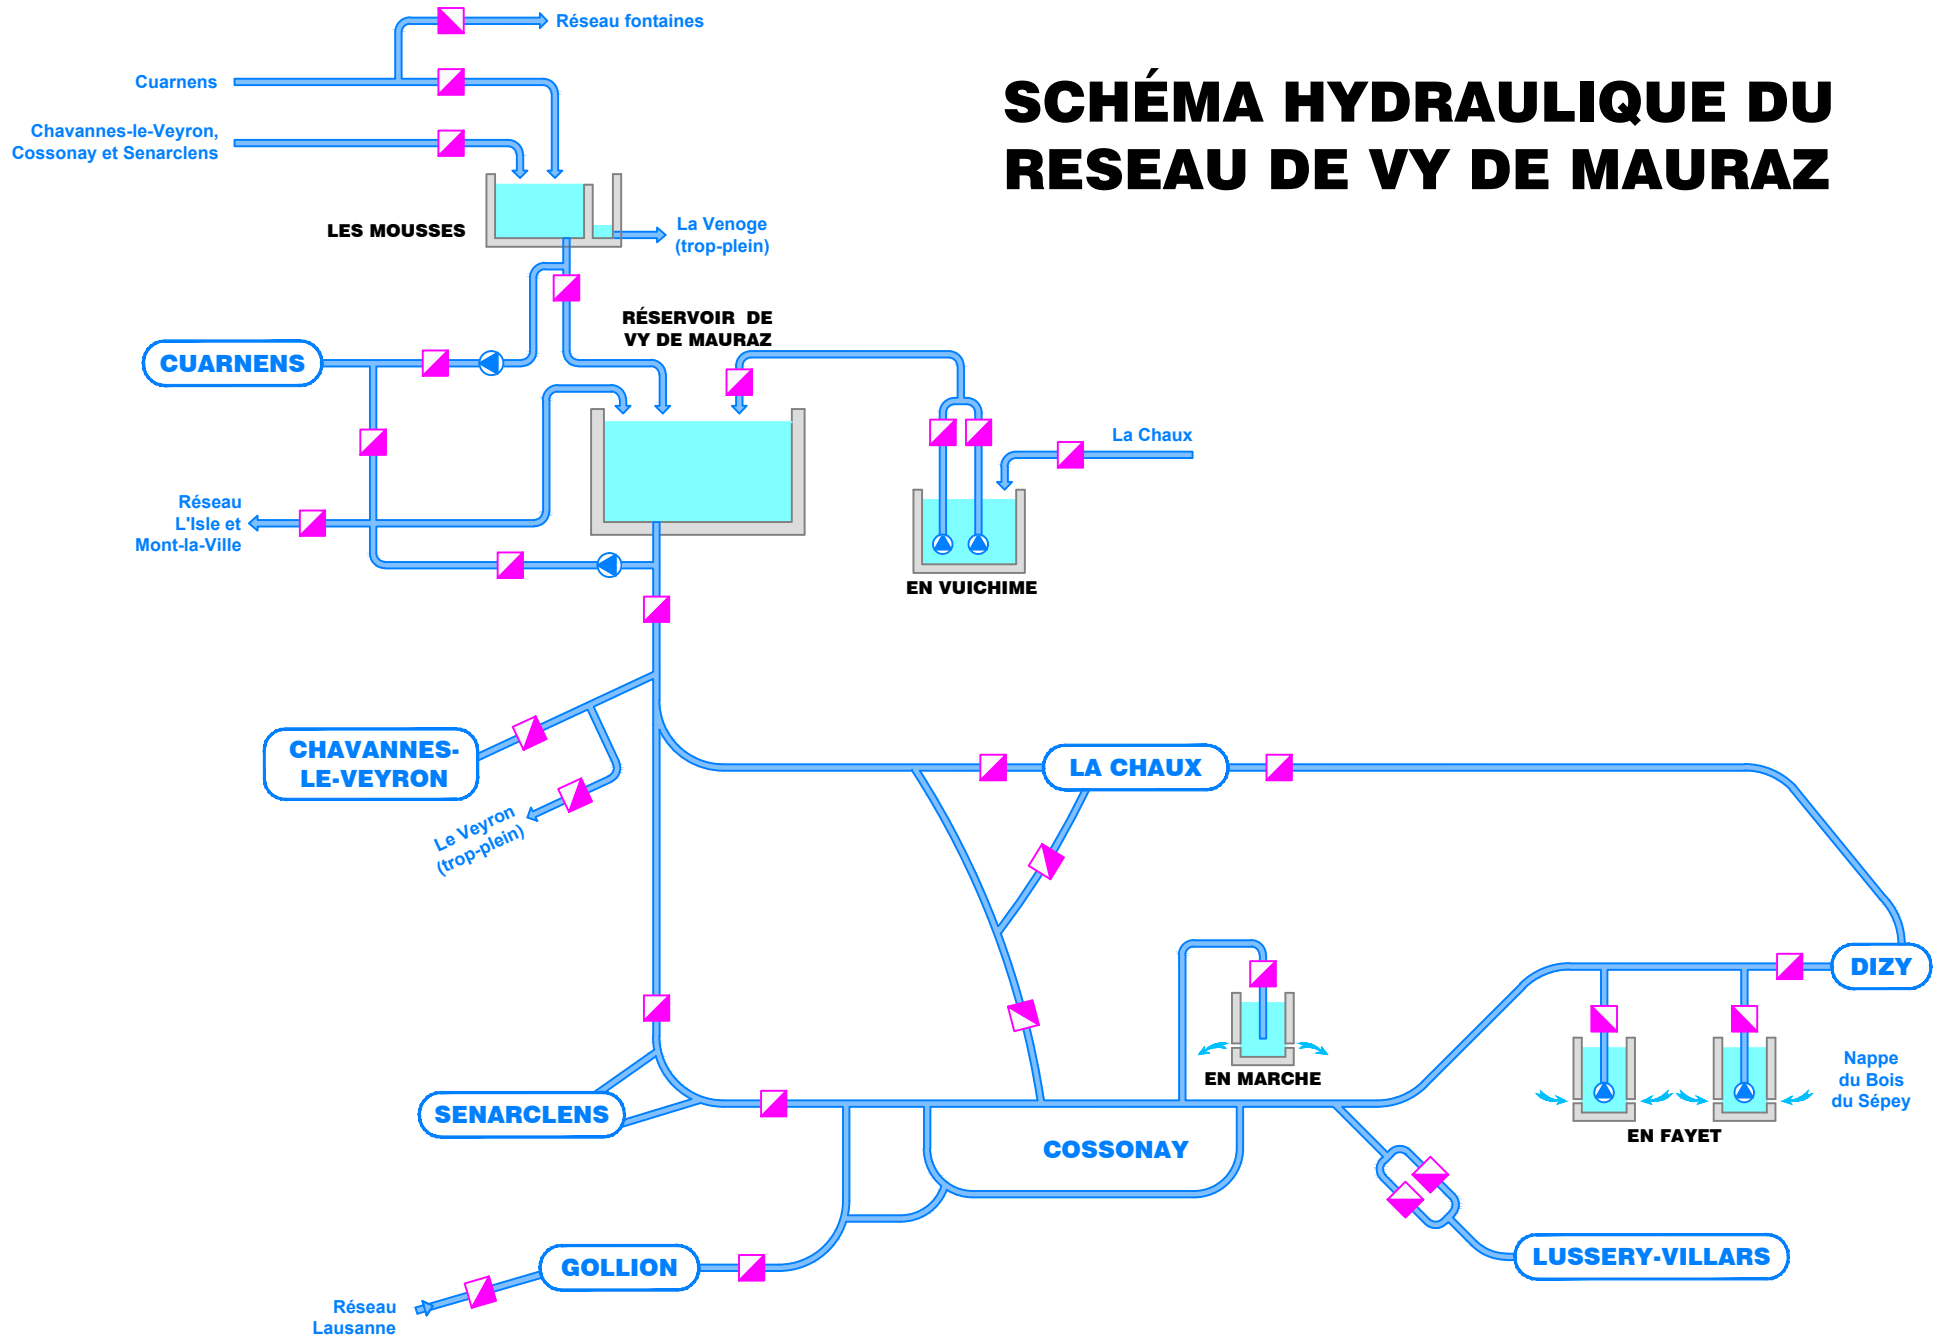 SCHÉMA HYDRAULIQUE DU
RESEAU DE VY DE MAURAZ
Réseau fontaines
Cuarnens
Chavannes-le-Veyron,
Cossonay et Senarclens
LES MOUSSES
La Venoge
(trop-plein)
RÉSERVOIR DE
VY DE MAURAZ
CUARNENS
La Chaux
Réseau
L'Isle et
Mont-la-Ville
EN VUICHIME
CHAVANNES-
LE-VEYRON
LA CHAUX
Le Veyron
(trop-plein)
DIZY
EN MARCHE
Nappe
du Bois
du Sépey
SENARCLENS
EN FAYET
COSSONAY
LUSSERY-VILLARS
GOLLION
Réseau
Lausanne